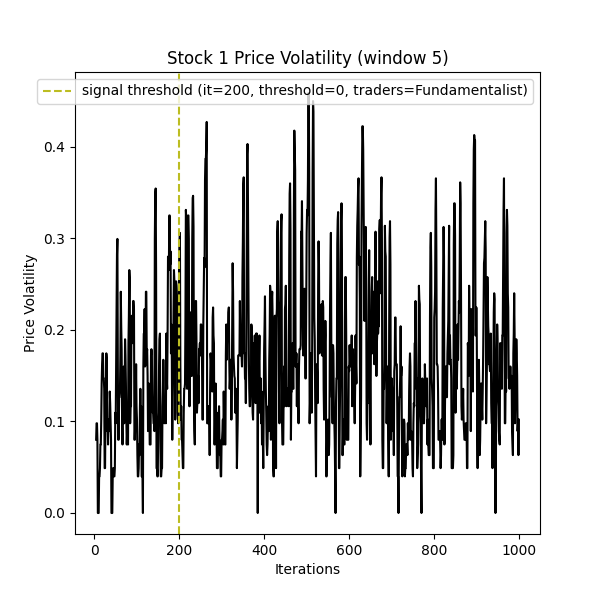 Stock 1 Price Volatility (window 5)
signal threshold (it=200, threshold=0, traders=Fundamentalist)
0.4
0.3
0.2
0.1
0.0
Price Volatility
0 200 400 600 800 1000
Iterations